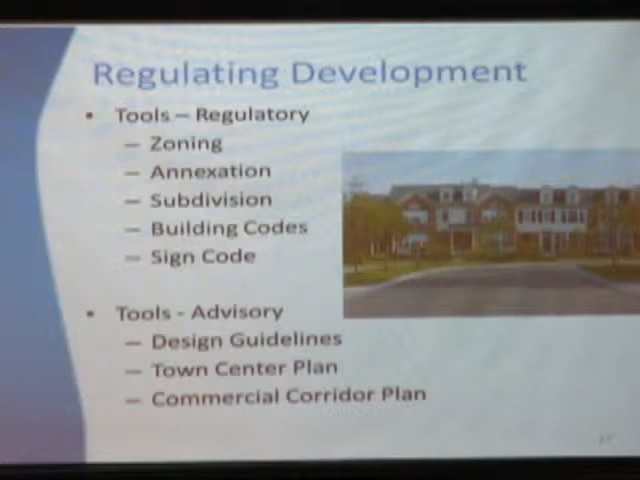 Regulating Development
• Tools – Regulatory
– Zoning
– Annexation
– Subdivision
– Building Codes
– Sign Code
• Tools - Advisory
– Design Guidelines
– Town Center Plan
– Commercial Corridor Plan